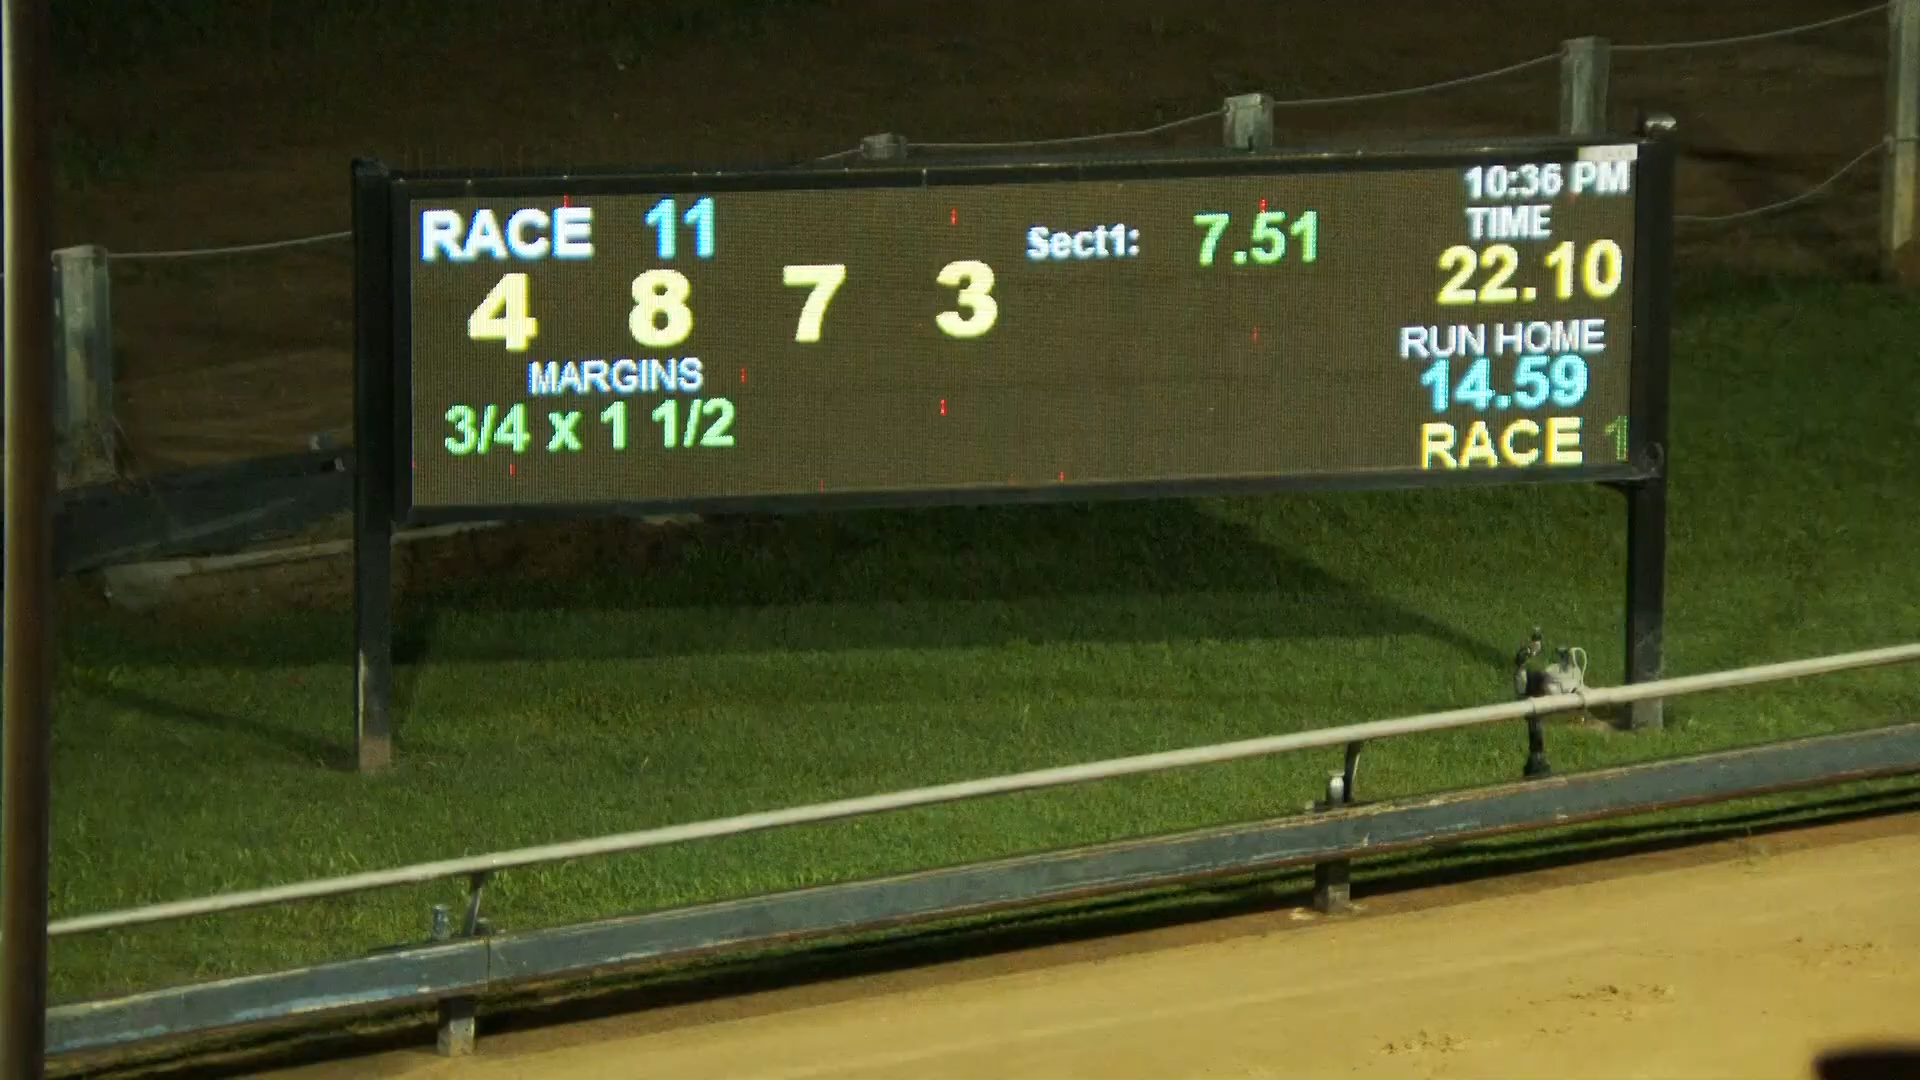 10:36 PM
RACE 11
Sect1: 7.51
TIME
22.10
4 8 7 3
RUN HOME
14.59
MARGINS
3/4 x 1 1/2
RACE 1